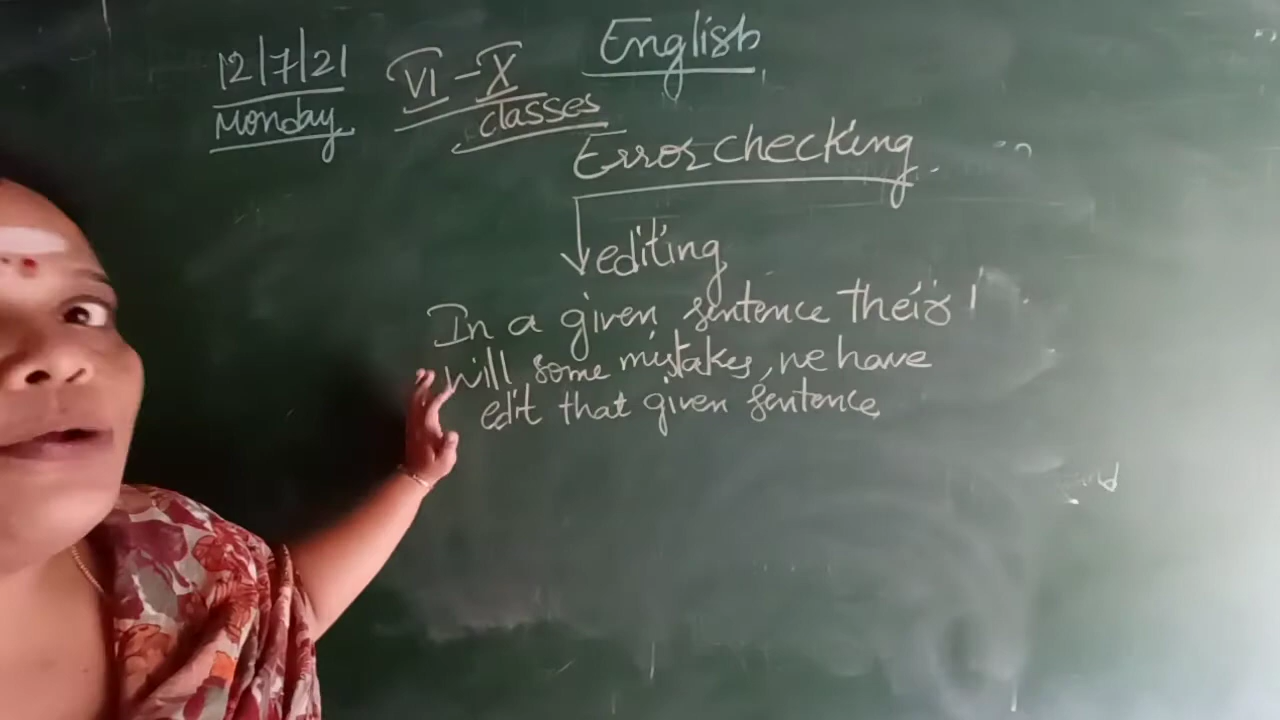 12/7/21
Monday
VI - X
classes
English
Error checking
editing
In a given sentence their
will some mistakes, we have
edit that given sentence